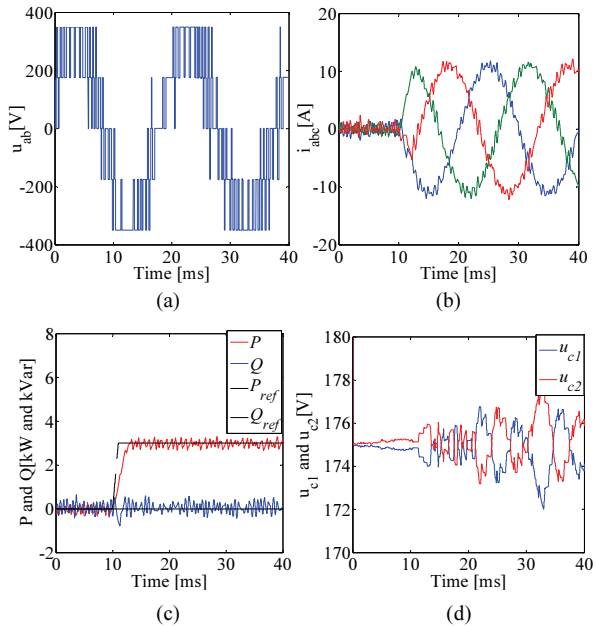 400
200
0
-200
-400
0 10 20 30 40
u_ab[V]
Time [ms]
(a)
20
10
0
-10
-20
0 10 20 30 40
i_abc[A]
Time [ms]
(b)
8
6
4
2
0
-2
0 10 20 30 40
P and Q[kW and kVar]
P
Q
P_ref
Q_ref
Time [ms]
(c)
180
178
176
174
172
170
0 10 20 30 40
u_c1 and u_c2[V]
u_c1
u_c2
Time [ms]
(d)